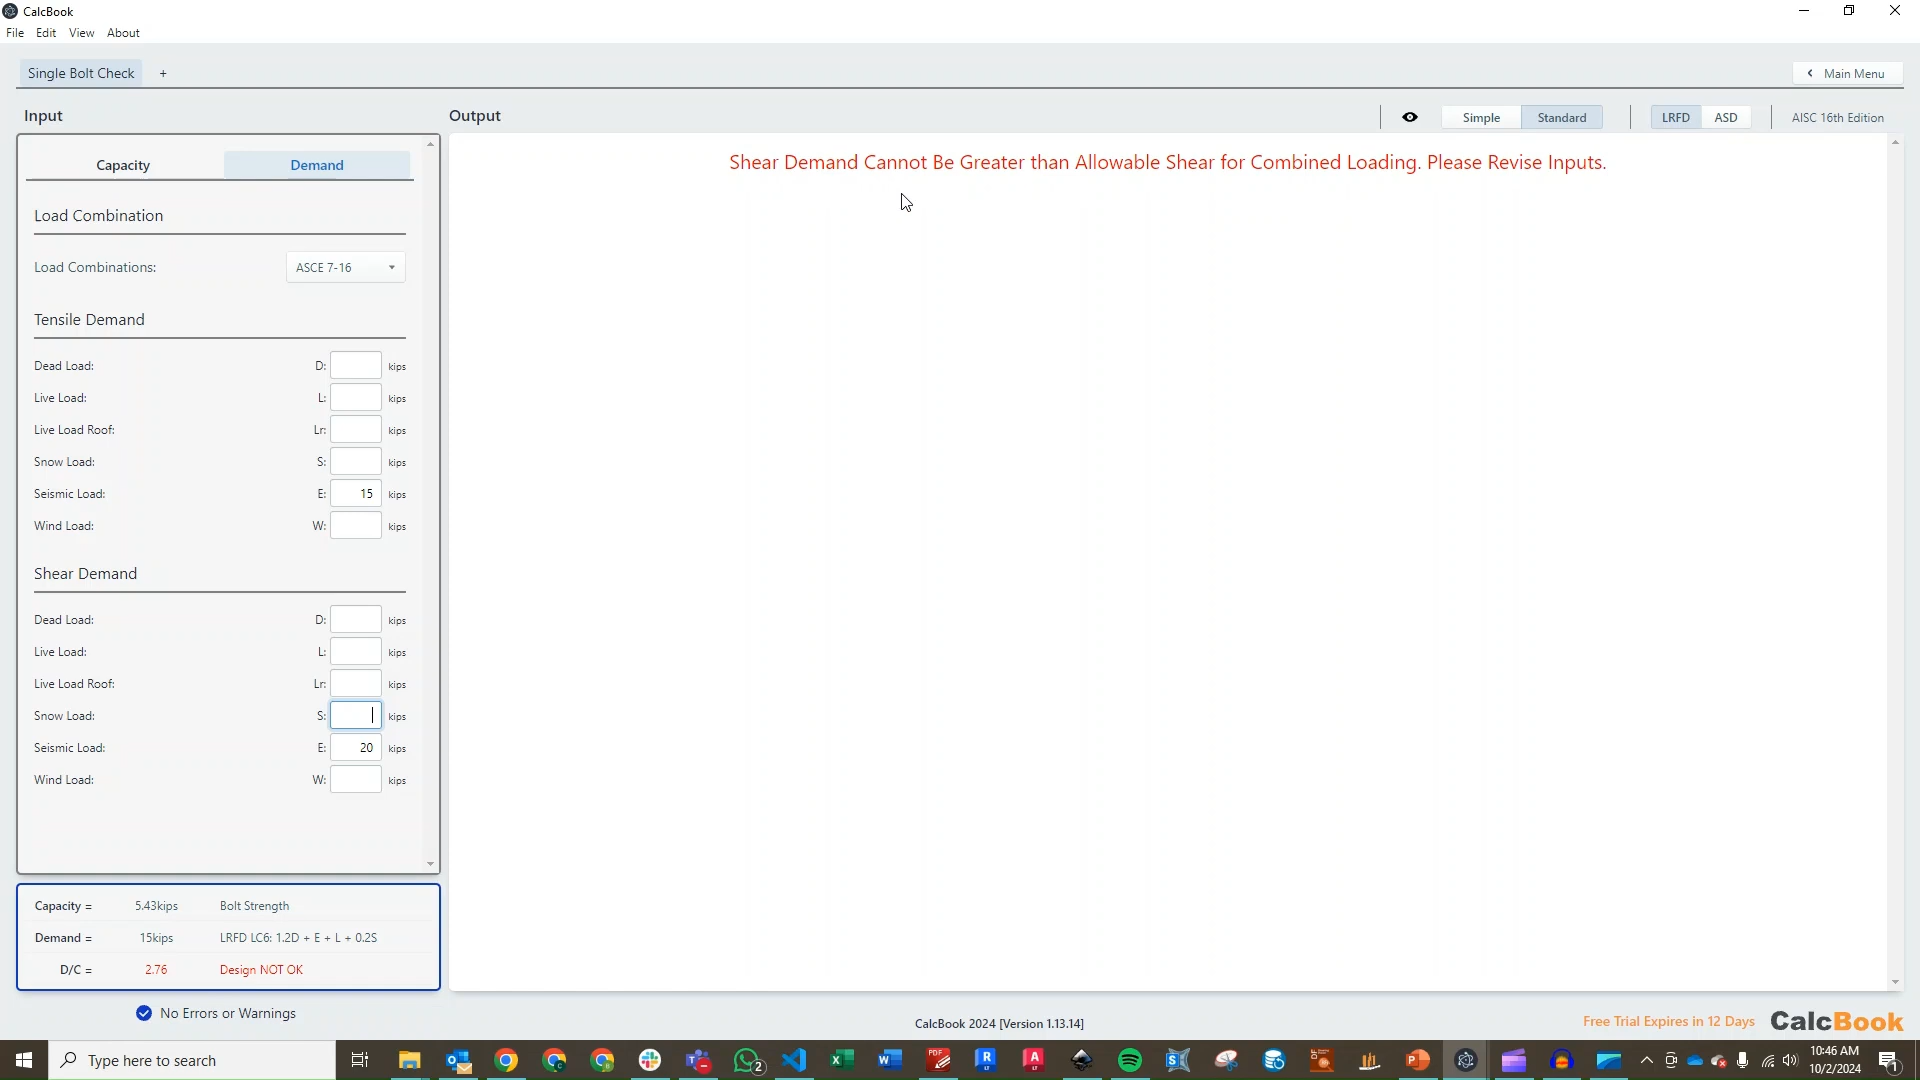 CalcBook
File Edit View About
Single Bolt Check +
Main Menu
Input
Output
Simple Standard LRFD ASD AISC 16th Edition
Capacity Demand
Shear Demand Cannot Be Greater than Allowable Shear for Combined Loading. Please Revise Inputs.
Load Combination
Load Combinations: ASCE 7-16
Tensile Demand
Dead Load: D: kips
Live Load: L: kips
Live Load Roof: Lr: kips
Snow Load: S: kips
Seismic Load: E: 15 kips
Wind Load: W: kips
Shear Demand
Dead Load: D: kips
Live Load: L: kips
Live Load Roof: Lr: kips
Snow Load: S: kips
Seismic Load: E: 20 kips
Wind Load: W: kips
Capacity = 5.43kips Bolt Strength
Demand = 15kips LRFD LC6: 1.2D + E + L + 0.2S
D/C = 2.76 Design NOT OK
No Errors or Warnings
CalcBook 2024 [Version 1.13.14]
Free Trial Expires in 12 Days CalcBook
Type here to search
10:46 AM
10/2/2024